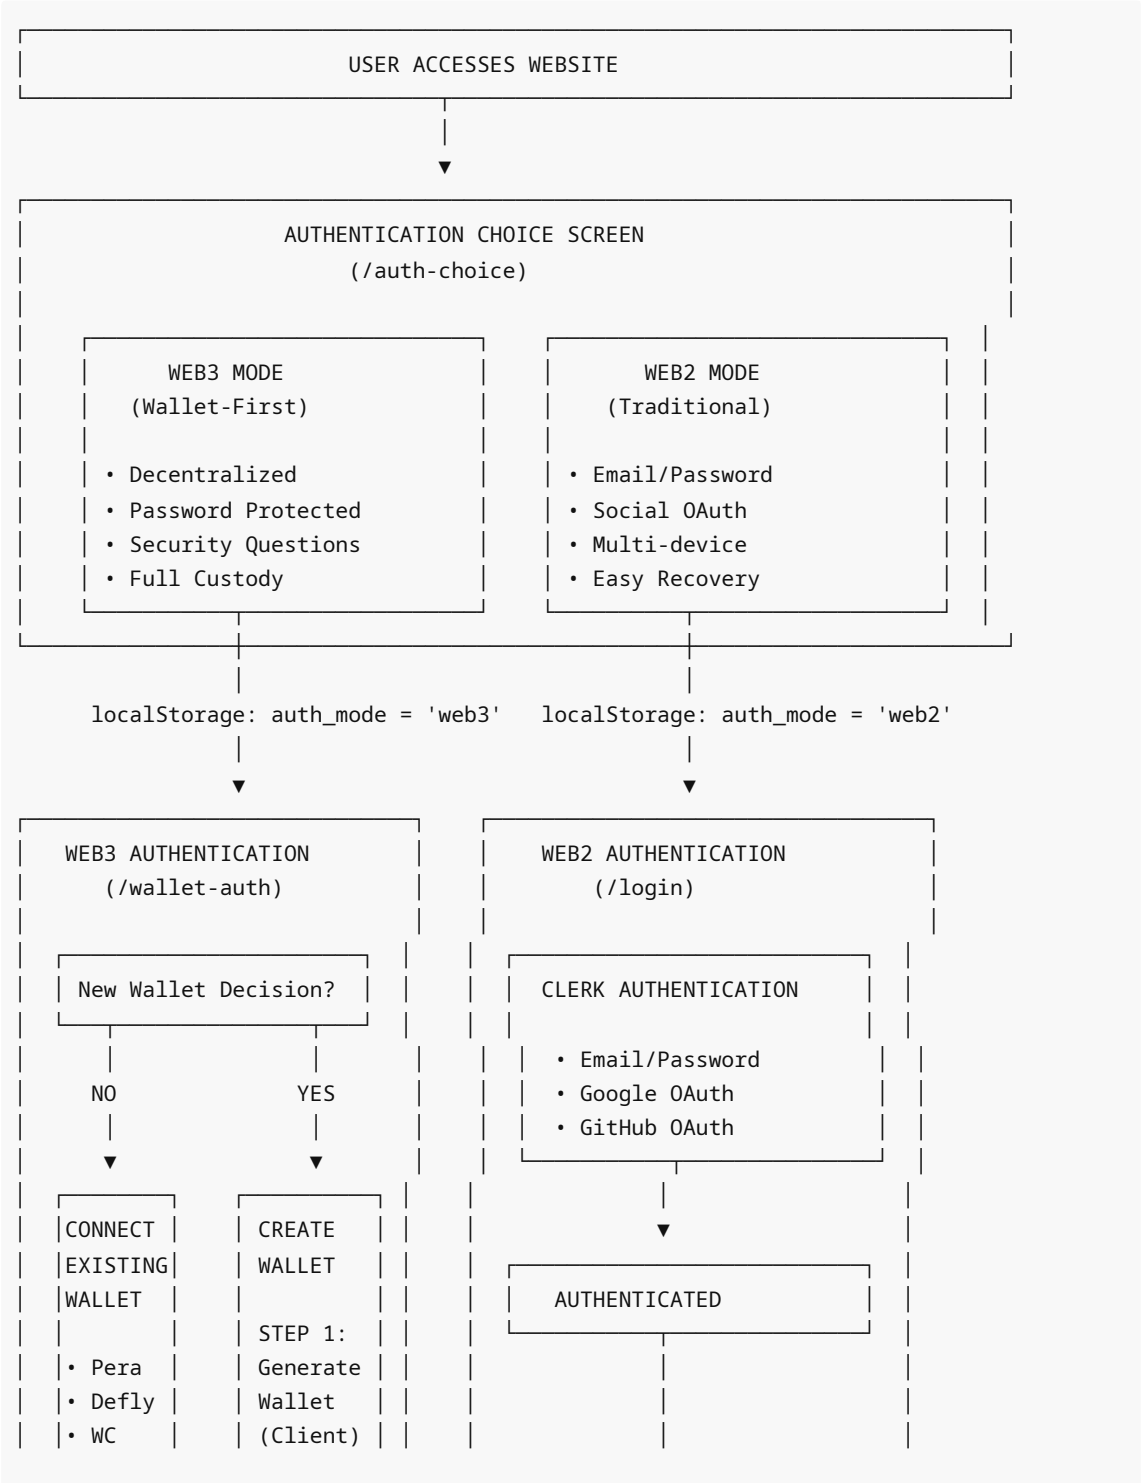 USER ACCESSES WEBSITE
AUTHENTICATION CHOICE SCREEN
(/auth-choice)
WEB3 MODE WEB2 MODE
(Wallet-First) (Traditional)
• Decentralized • Email/Password
• Password Protected • Social OAuth
• Security Questions • Multi-device
• Full Custody • Easy Recovery
localStorage: auth_mode = 'web3' localStorage: auth_mode = 'web2'
WEB3 AUTHENTICATION WEB2 AUTHENTICATION
(/wallet-auth) (/login)
New Wallet Decision? CLERK AUTHENTICATION
• Email/Password
NO YES • Google OAuth
• GitHub OAuth
CONNECT CREATE
EXISTING WALLET
WALLET AUTHENTICATED
STEP 1:
• Pera Generate
• Defly Wallet
• WC (Client)